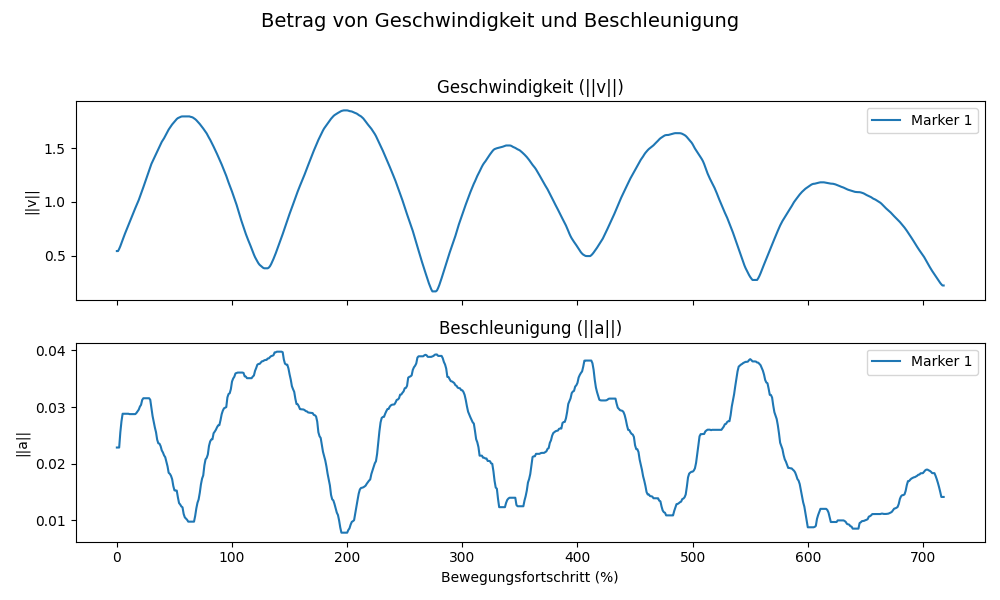 Betrag von Geschwindigkeit und Beschleunigung
Geschwindigkeit (||v||)
Marker 1
1.5
1.0
0.5
||v||
Beschleunigung (||a||)
Marker 1
0.04
0.03
0.02
0.01
||a||
0 100 200 300 400 500 600 700
Bewegungsfortschritt (%)